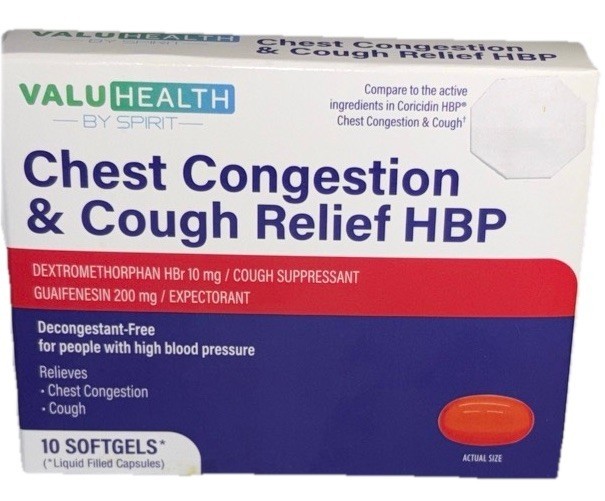 VALUHEALTH
BY SPIRIT
Chest Congestion
& Cough Relief HBP
VALUHEALTH
BY SPIRIT
Compare to the active
ingredients in Coricidin HBP®
Chest Congestion & Cough†
Chest Congestion
& Cough Relief HBP
DEXTROMETHORPHAN HBr 10 mg / COUGH SUPPRESSANT
GUAIFENESIN 200 mg / EXPECTORANT
Decongestant-Free
for people with high blood pressure
Relieves
• Chest Congestion
• Cough
10 SOFTGELS*
(*Liquid Filled Capsules)
ACTUAL SIZE